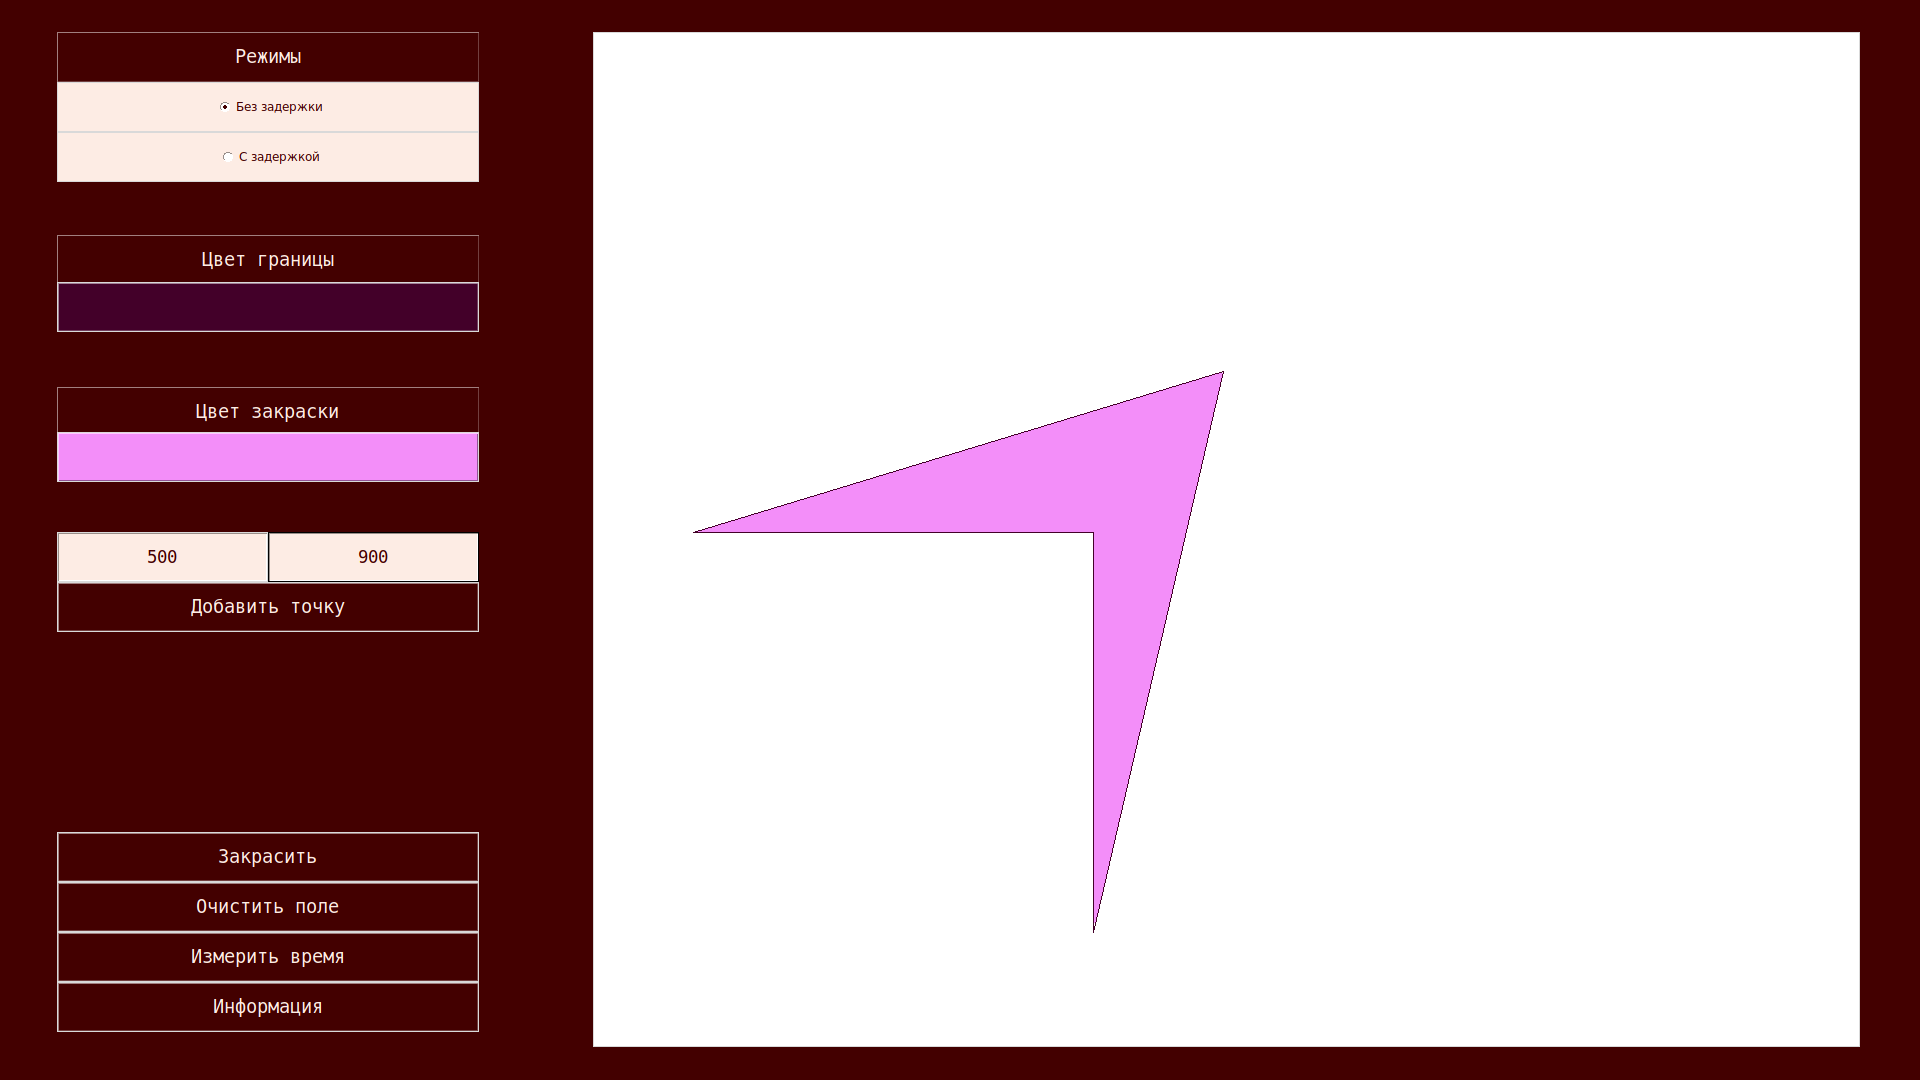 Режимы
Без задержки
С задержкой
Цвет границы
Цвет закраски
500 900
Добавить точку
Закрасить
Очистить поле
Измерить время
Информация